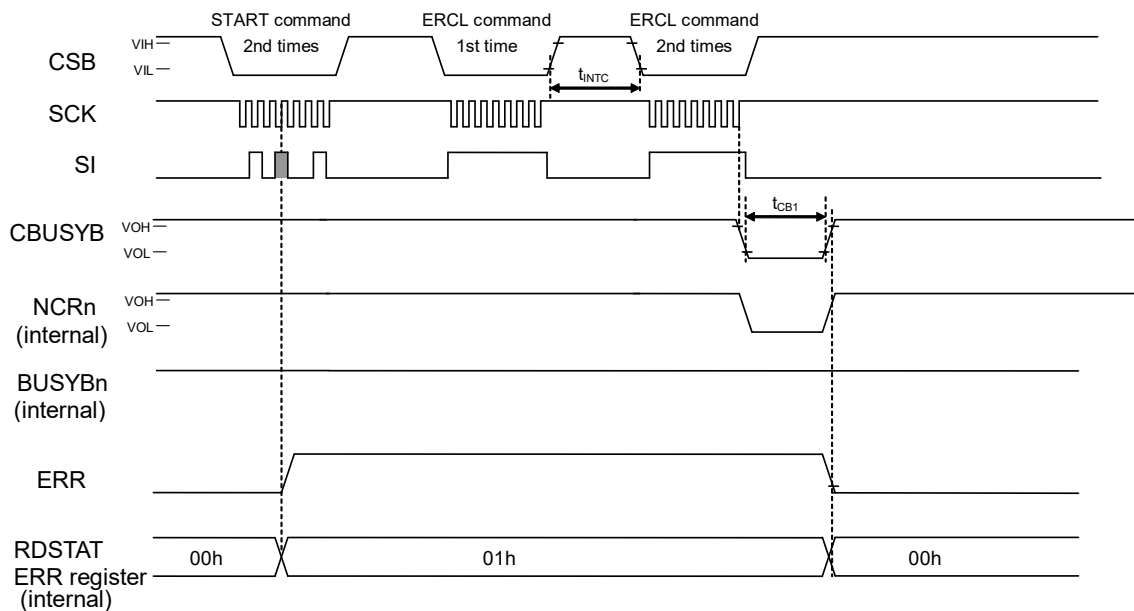 START command
2nd times
ERCL command
1st time
ERCL command
2nd times
CSB
VIH
VIL
tINTC
SCK
SI
CBUSYB
VOH
VOL
tCB1
NCRn
(internal)
VOH
VOL
BUSYBn
(internal)
ERR
RDSTAT
ERR register
(internal)
00h
01h
00h